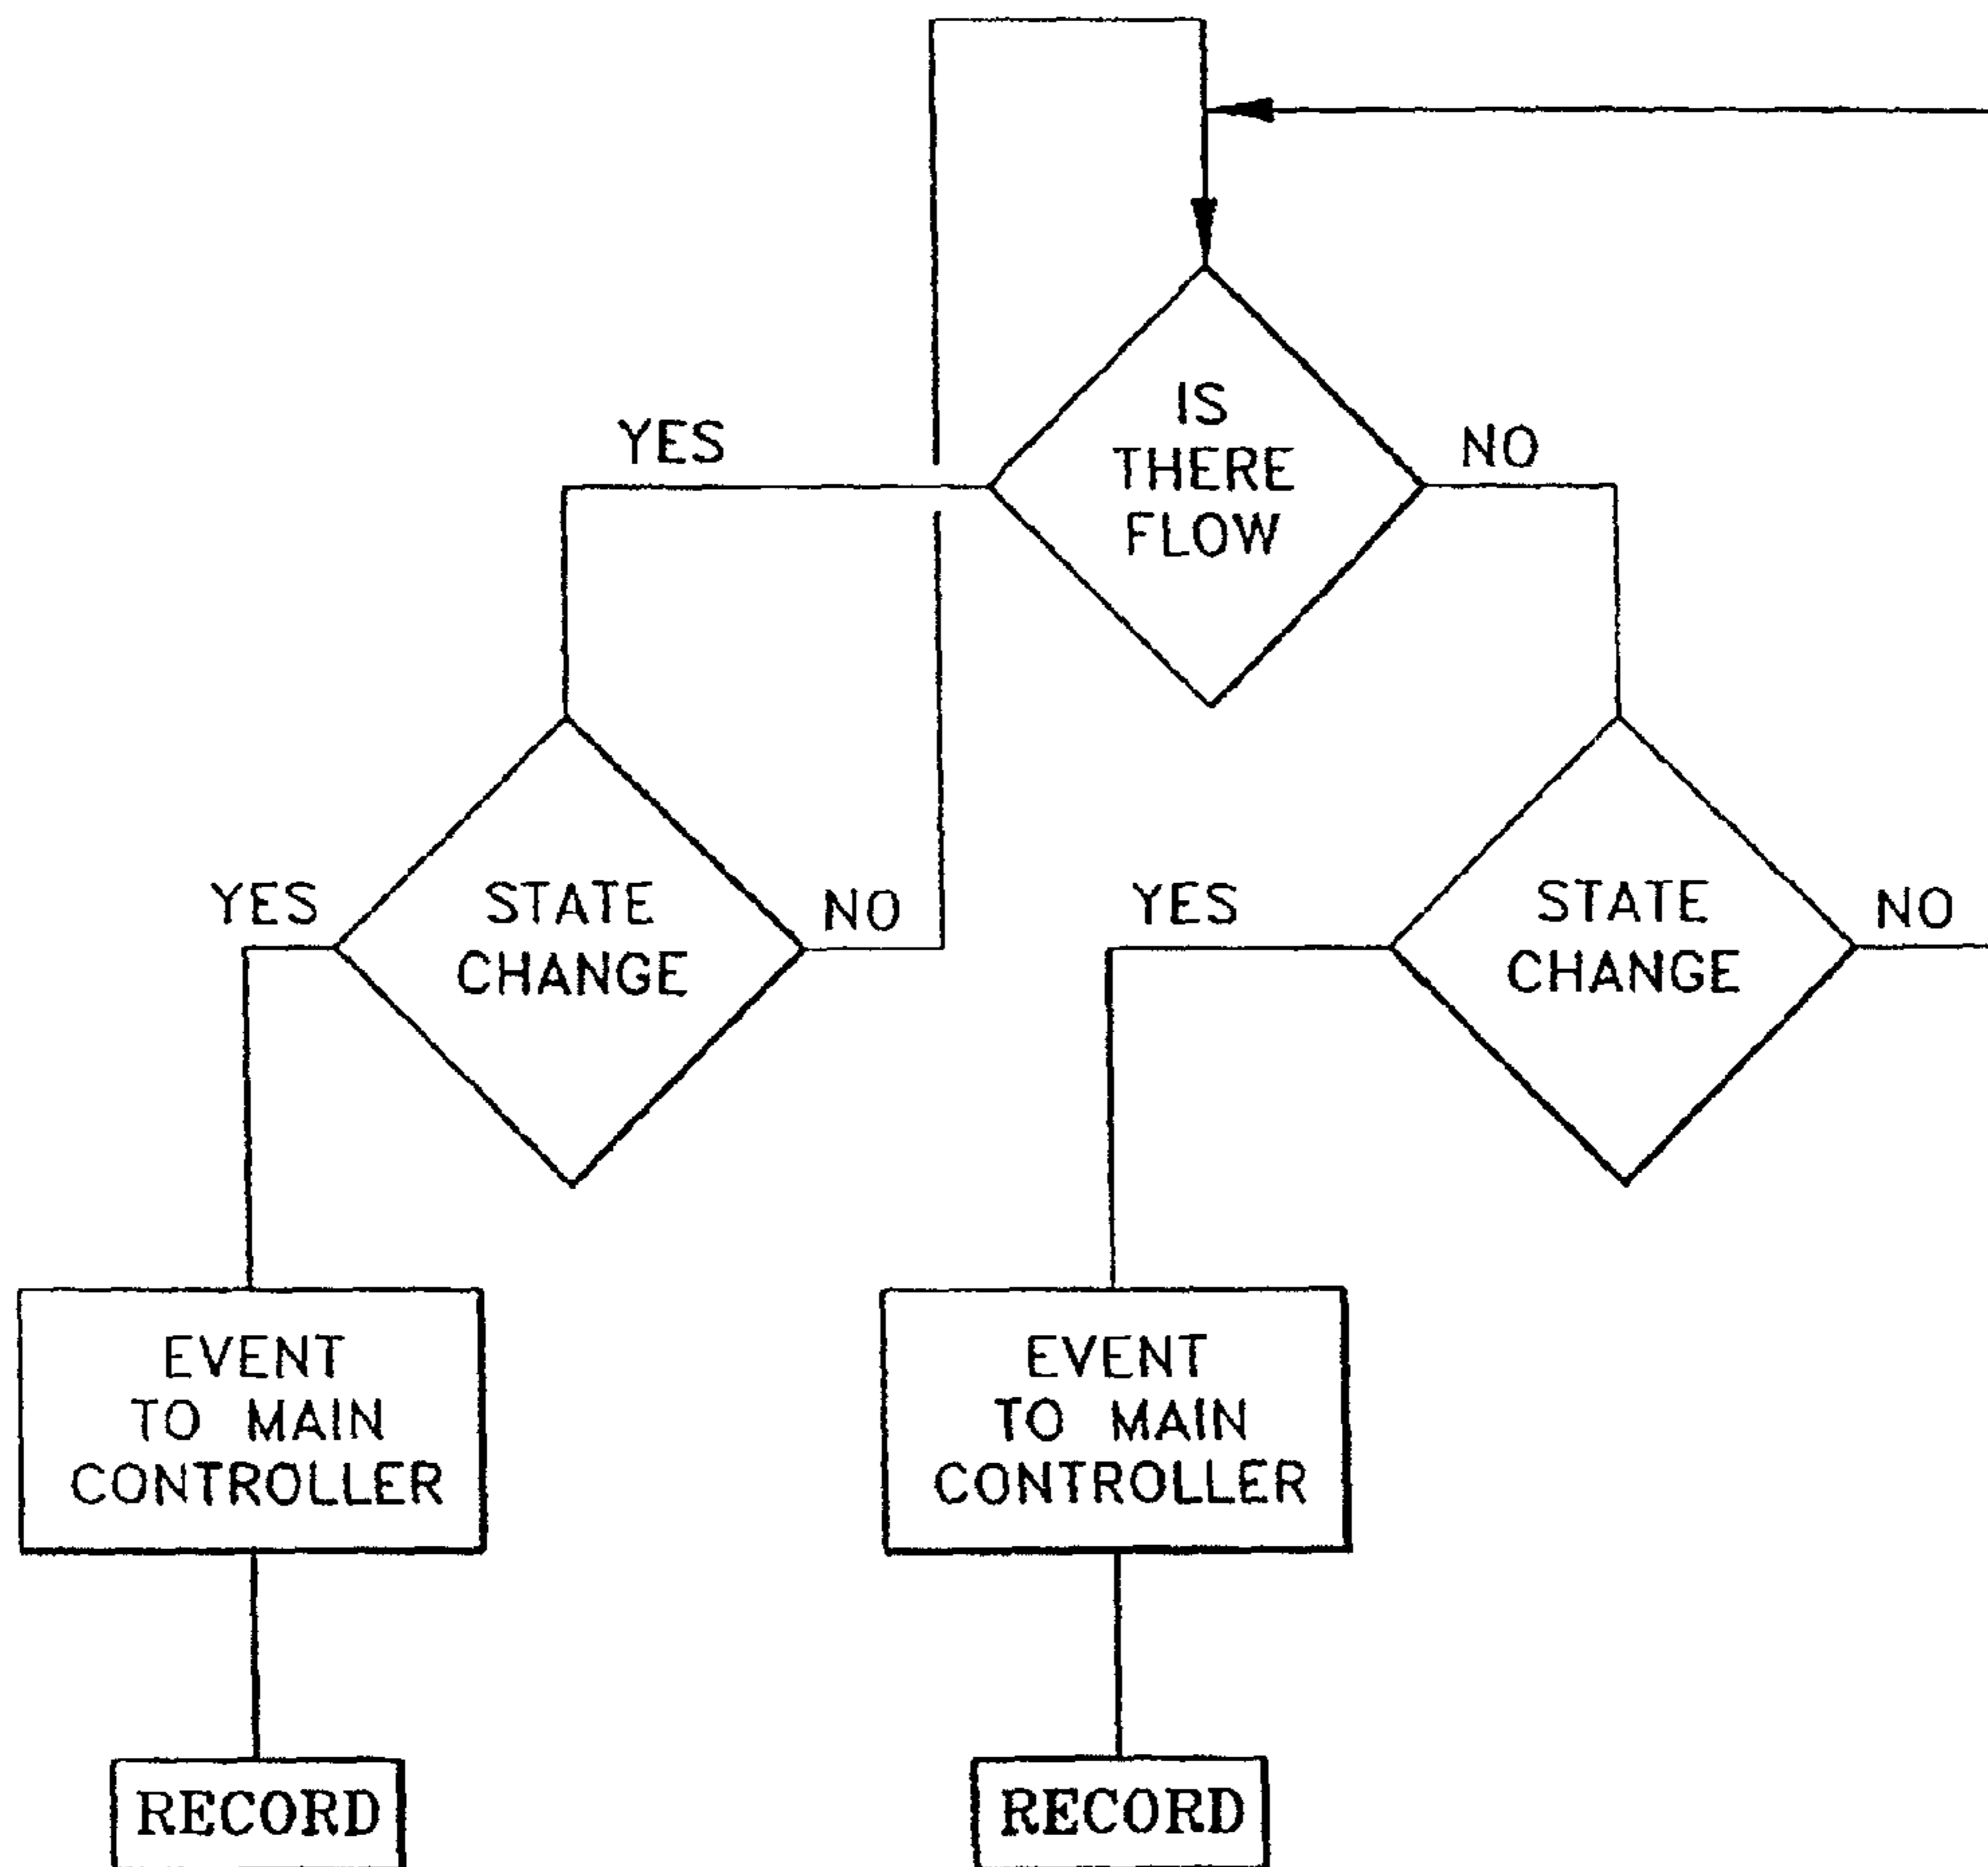 IS
THERE
FLOW
YES
NO
STATE
CHANGE
YES
NO
STATE
CHANGE
YES
NO
EVENT
TO MAIN
CONTROLLER
EVENT
TO MAIN
CONTROLLER
RECORD
RECORD